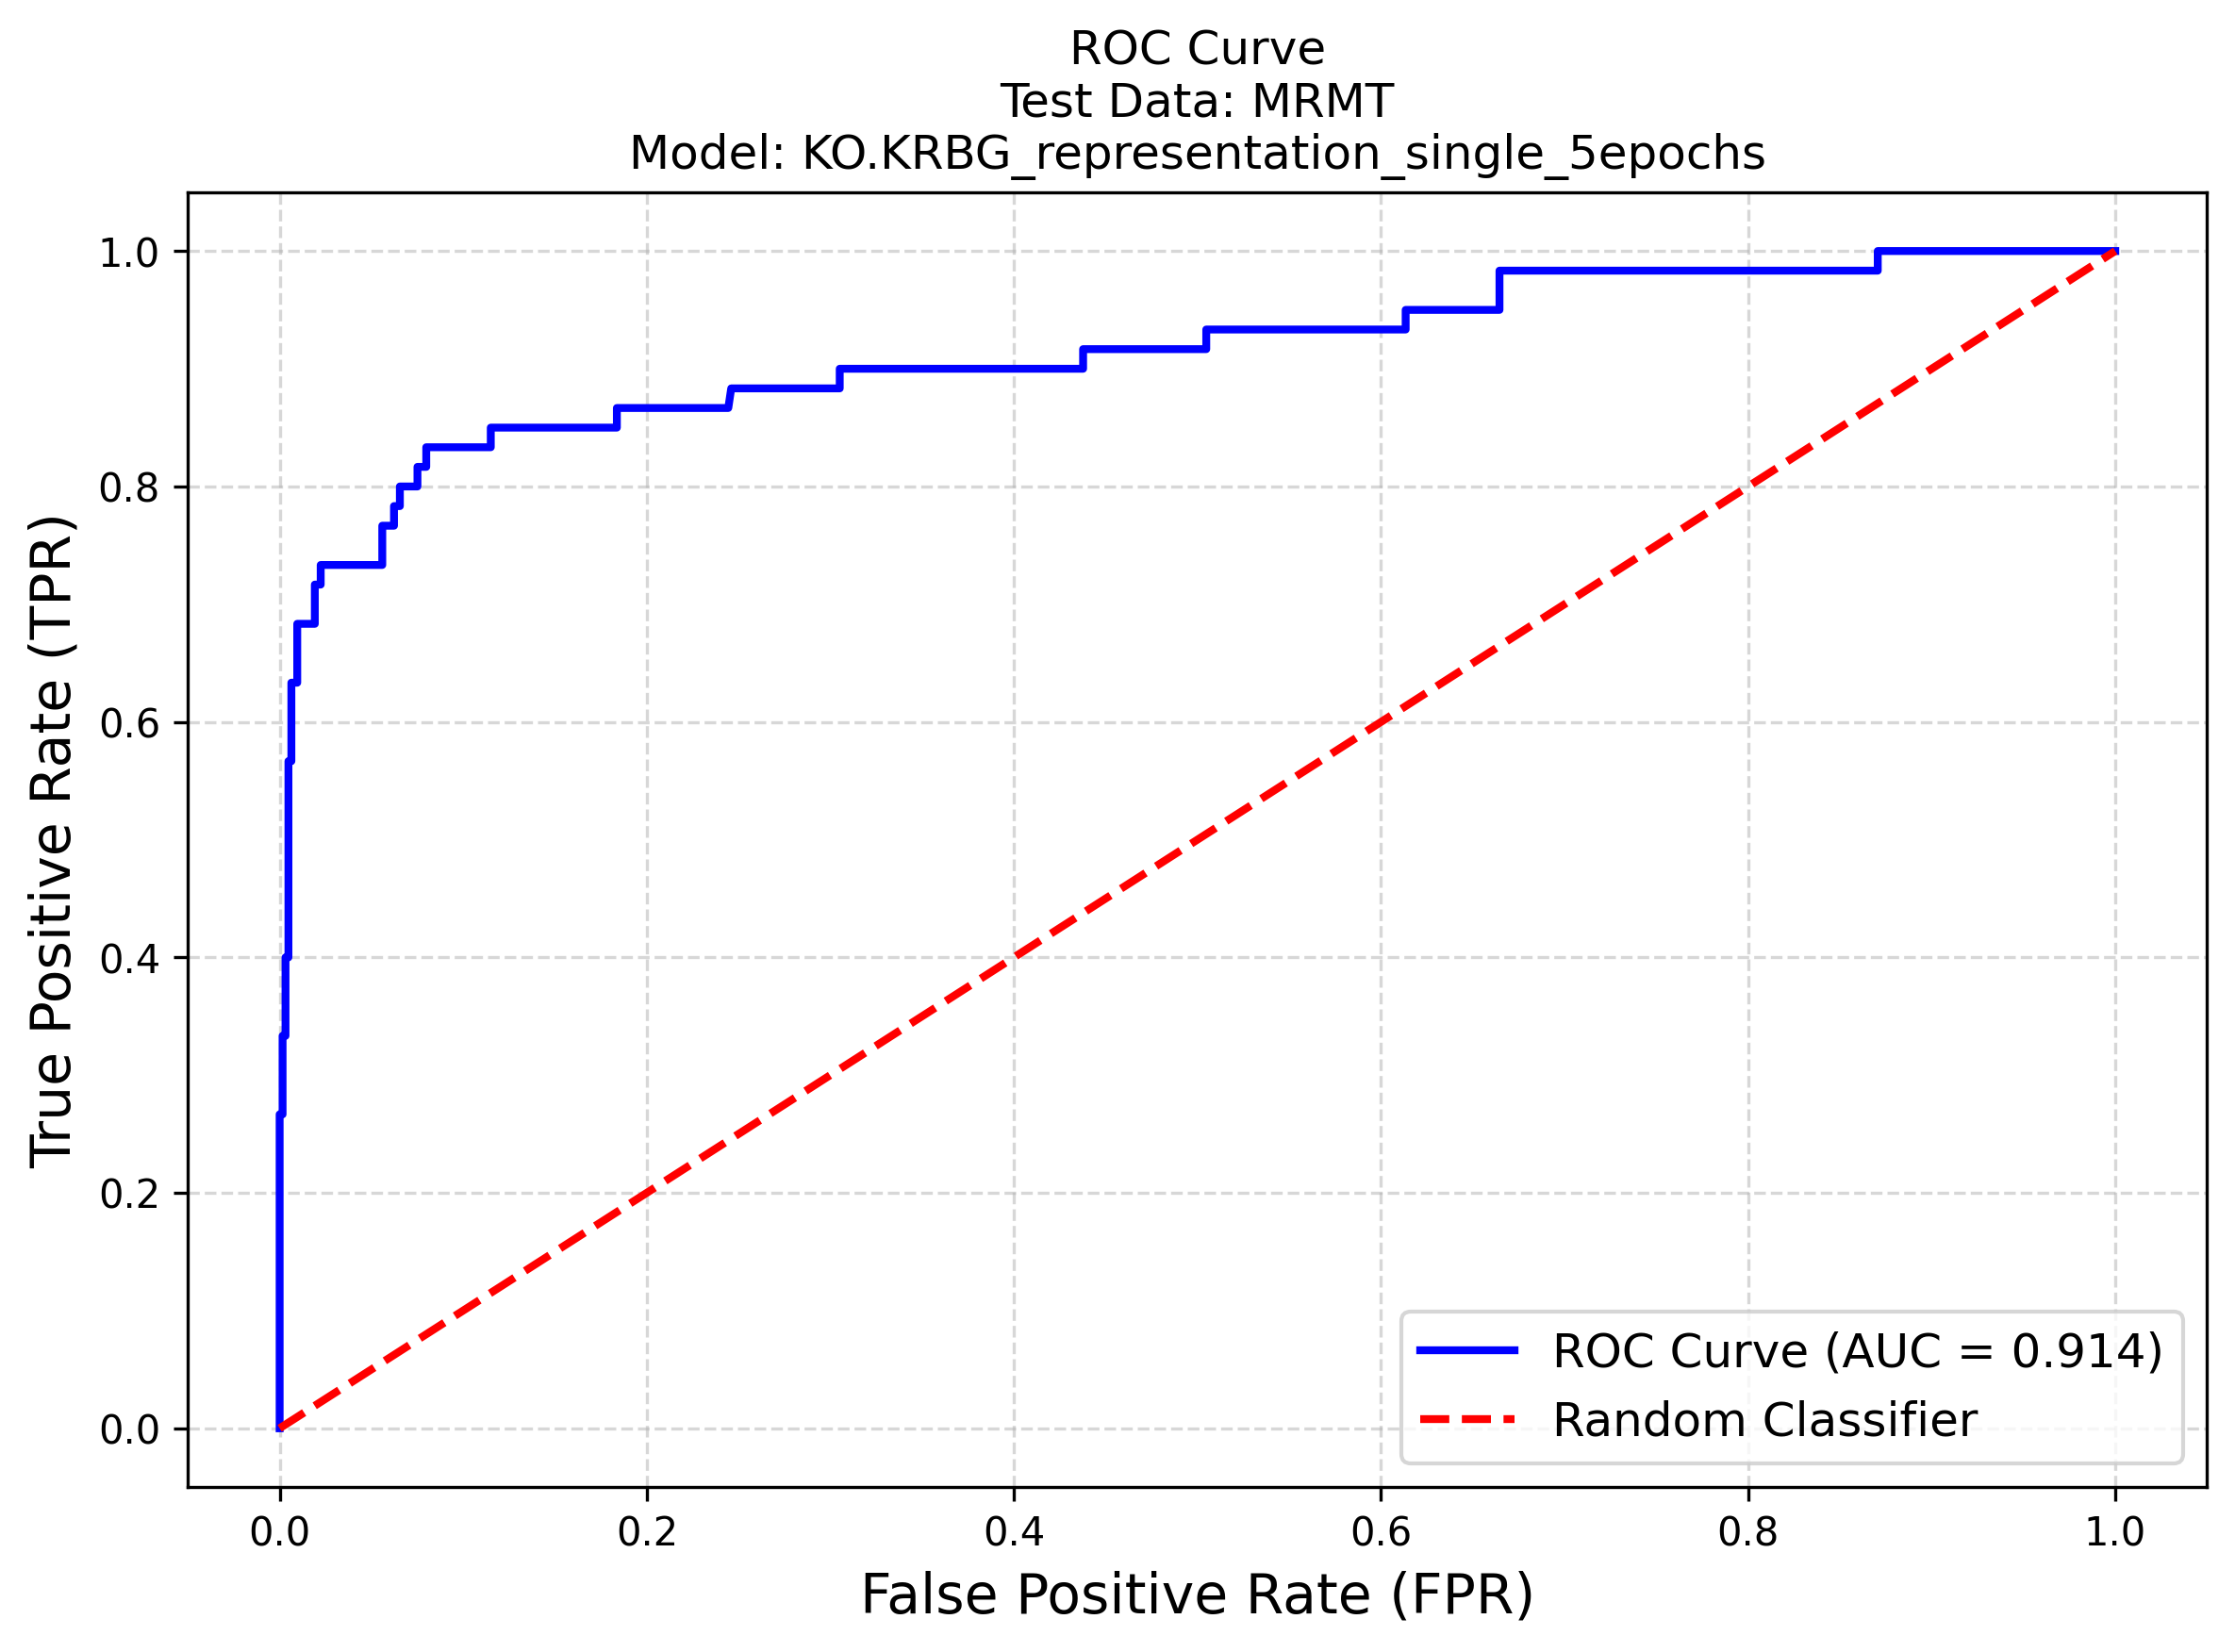 ROC Curve
Test Data: MRMT
Model: KO.KRBG_representation_single_5epochs
True Positive Rate (TPR)
1.0
0.8
0.6
0.4
0.2
0.0
0.0 0.2 0.4 0.6 0.8 1.0
False Positive Rate (FPR)
ROC Curve (AUC = 0.914)
Random Classifier